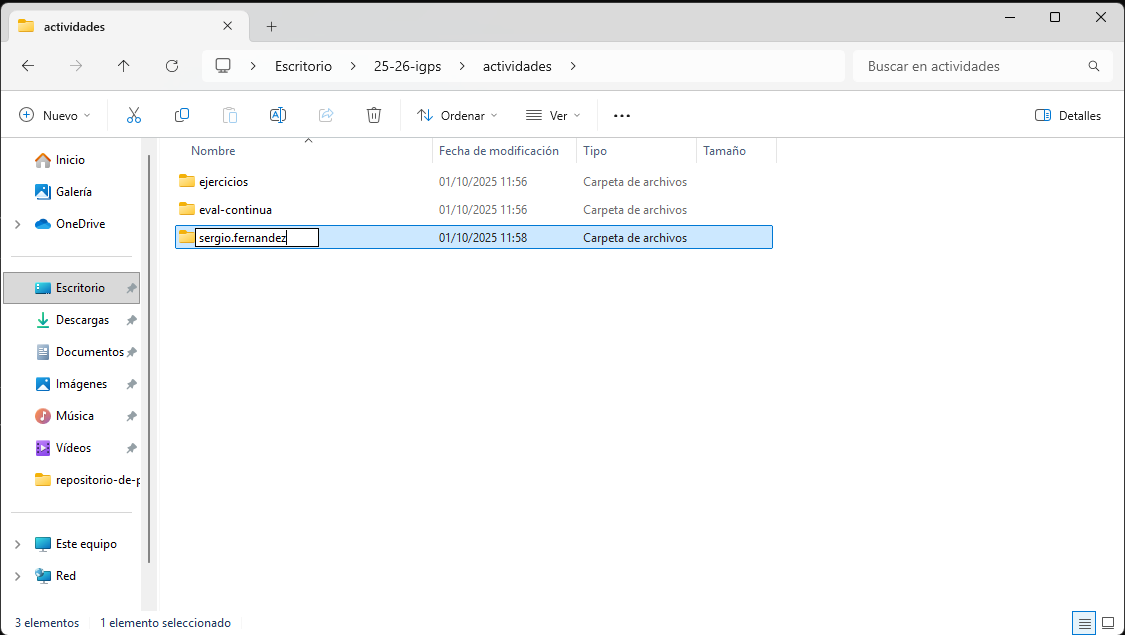 actividades
Escritorio 25-26-igps actividades
Buscar en actividades
Nuevo Ordenar Ver Detalles
Inicio
Galería
OneDrive
Escritorio
Descargas
Documentos
Imágenes
Música
Vídeos
repositorio-de-p
Este equipo
Red
Nombre Fecha de modificación Tipo Tamaño
ejercicios 01/10/2025 11:56 Carpeta de archivos
eval-continua 01/10/2025 11:56 Carpeta de archivos
sergio.fernandez 01/10/2025 11:58 Carpeta de archivos
3 elementos 1 elemento seleccionado